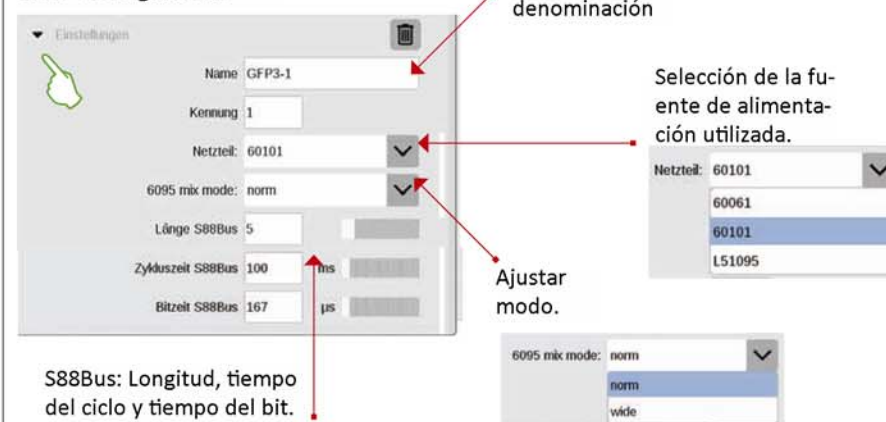 denominación
Einstellungen
Name GFP3-1
Kennung 1
Netzteil: 60101
6095 mix mode: norm
Länge S88Bus 5
Zykluszeit S88Bus 100 ms
Bitzeit S88Bus 167 µs
Selección de la fu-
ente de alimenta-
ción utilizada.
Netzteil: 60101
60061
60101
L51095
Ajustar
modo.
6095 mix mode: norm
norm
wide
S88Bus: Longitud, tiempo
del ciclo y tiempo del bit.